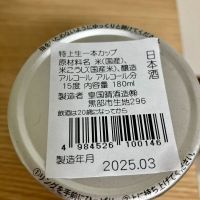 特上生一本カップ
日本酒
原材料名 米(国産)、
米こうじ(国産米)、醸造
アルコール アルコール分
15度 内容量 180ml
製造者 皇国晴酒造㈱
黒部市生地296
飲酒は20歳になってから
4 984526 100146
製造年月 2025.03